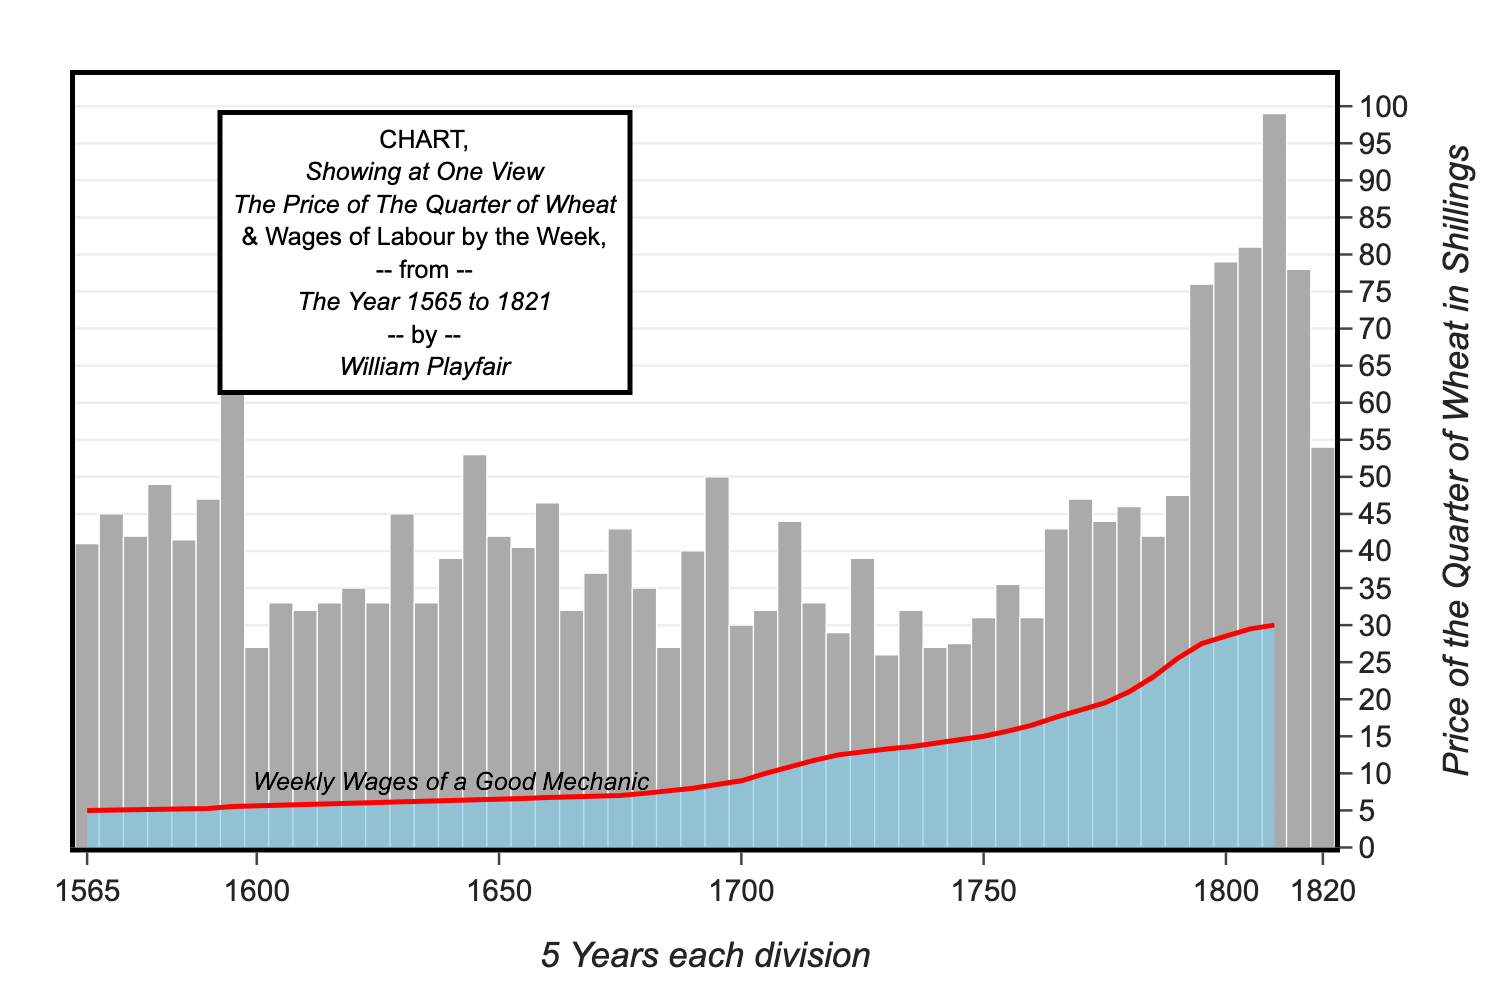 CHART,
Showing at One View
The Price of The Quarter of Wheat
& Wages of Labour by the Week,
-- from --
The Year 1565 to 1821
-- by --
William Playfair
100
95
90
85
80
75
70
65
60
55
50
45
40
35
30
25
20
15
10
5
0
Price of the Quarter of Wheat in Shillings
Weekly Wages of a Good Mechanic
1565 1600 1650 1700 1750 1800 1820
5 Years each division